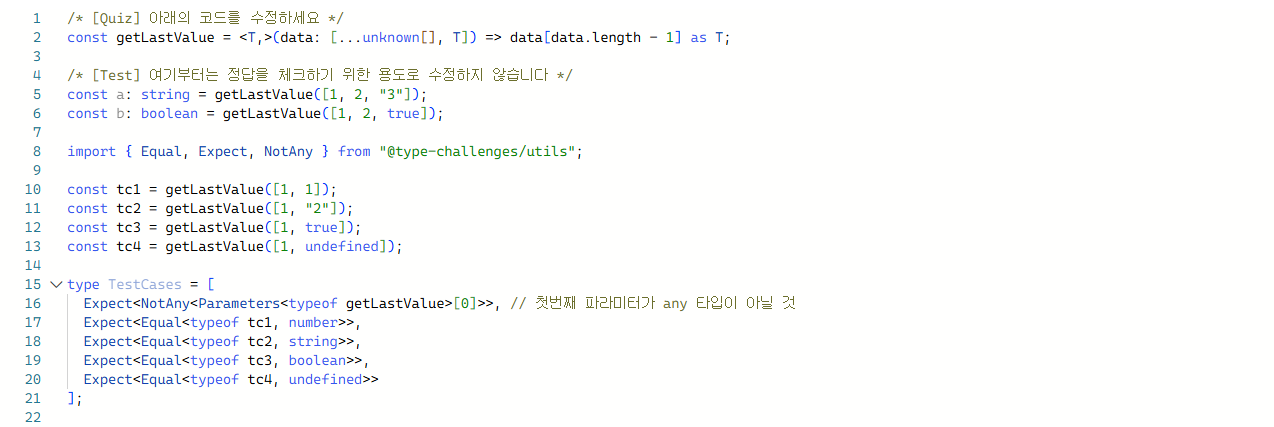 1 /* [Quiz] 아래의 코드를 수정하세요 */
2 const getLastValue = <T,>(data: [...unknown[], T]) => data[data.length - 1] as T;
3
4 /* [Test] 여기부터는 정답을 체크하기 위한 용도로 수정하지 않습니다 */
5 const a: string = getLastValue([1, 2, "3"]);
6 const b: boolean = getLastValue([1, 2, true]);
7
8 import { Equal, Expect, NotAny } from "@type-challenges/utils";
9
10 const tc1 = getLastValue([1, 1]);
11 const tc2 = getLastValue([1, "2"]);
12 const tc3 = getLastValue([1, true]);
13 const tc4 = getLastValue([1, undefined]);
14
15 type TestCases = [
16 Expect<NotAny<Parameters<typeof getLastValue>[0]>>, // 첫번째 파라미터가 any 타입이 아닐 것
17 Expect<Equal<typeof tc1, number>>,
18 Expect<Equal<typeof tc2, string>>,
19 Expect<Equal<typeof tc3, boolean>>,
20 Expect<Equal<typeof tc4, undefined>>
21 ];
22